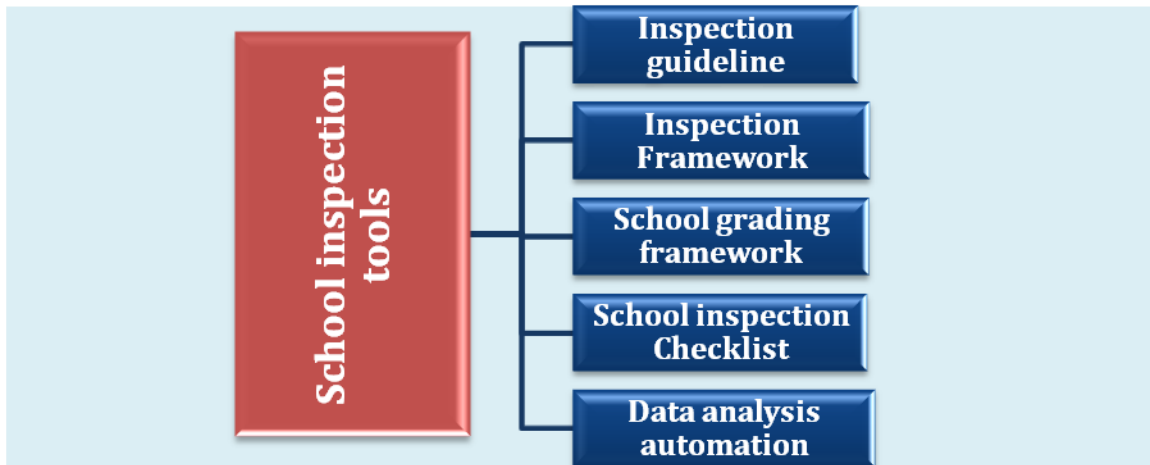 School inspection
tools
Inspection
guideline
Inspection
Framework
School grading
framework
School inspection
Checklist
Data analysis
automation